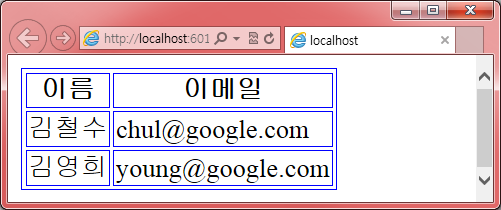 http://localhost:601
localhost
이름 이메일
김철수 chul@google.com
김영희 young@google.com